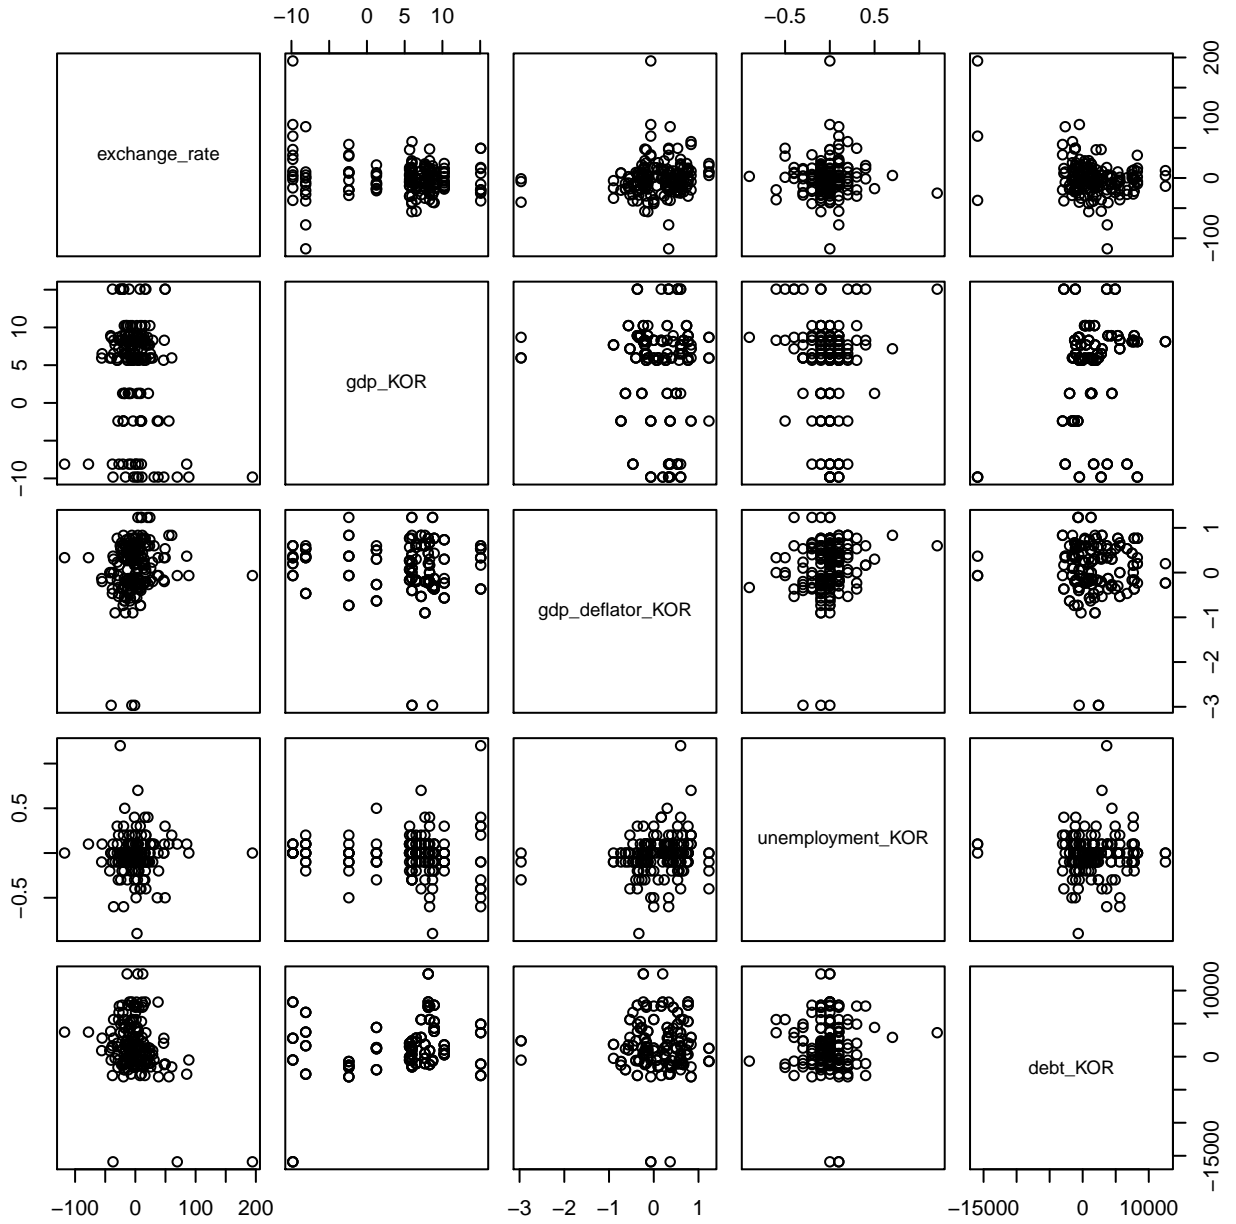 −10 0 5 10 −0.5 0.5
exchange_rate
−100 0 100 200
−10 0 5 10
gdp_KOR
gdp_deflator_KOR
−3 −2 −1 0 1
−0.5 0.5
unemployment_KOR
debt_KOR
−15000 0 10000
−100 0 100 200 −3 −2 −1 0 1 −15000 0 10000